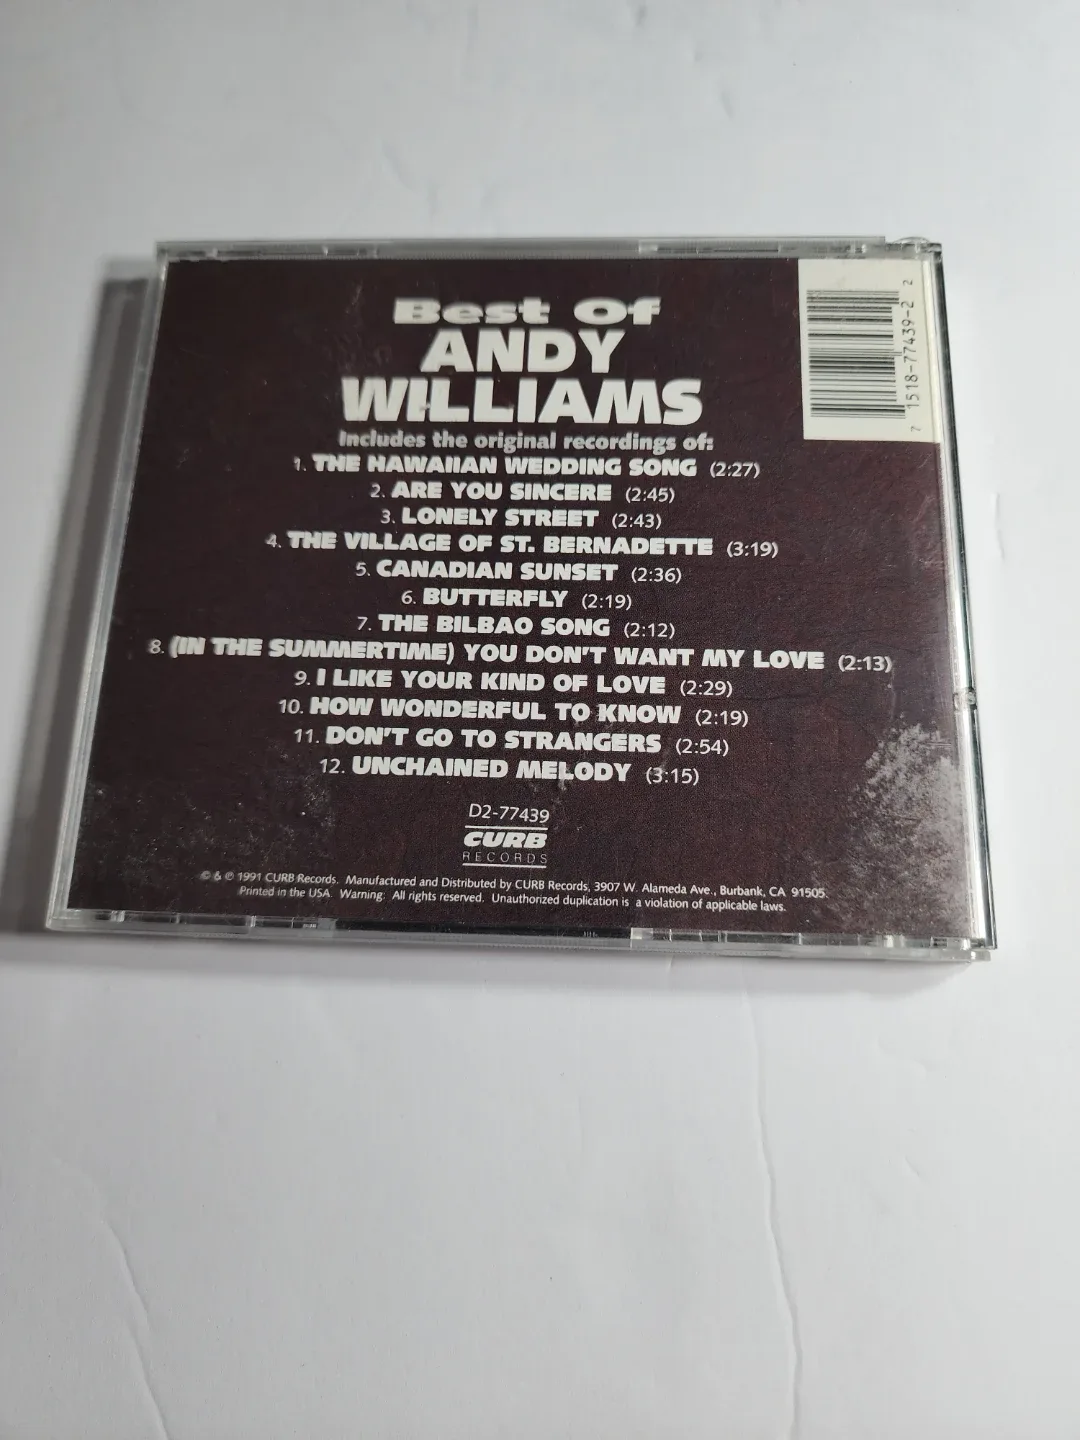 Best Of
ANDY
WILLIAMS
Includes the original recordings of:
1. THE HAWAIIAN WEDDING SONG (2:27)
2. ARE YOU SINCERE (2:45)
3. LONELY STREET (2:43)
4. THE VILLAGE OF ST. BERNADETTE (3:19)
5. CANADIAN SUNSET (2:36)
6. BUTTERFLY (2:19)
7. THE BILBAO SONG (2:12)
8. (IN THE SUMMERTIME) YOU DON'T WANT MY LOVE (2:13)
9. I LIKE YOUR KIND OF LOVE (2:29)
10. HOW WONDERFUL TO KNOW (2:19)
11. DON'T GO TO STRANGERS (2:54)
12. UNCHAINED MELODY (3:15)
D2-77439
CURB
RECORDS
© & ℗ 1991 CURB Records. Manufactured and Distributed by CURB Records, 3907 W. Alameda Ave., Burbank, CA 91505.
Printed in the USA. Warning: All rights reserved. Unauthorized duplication is a violation of applicable laws.
7 1518-77439-2 2